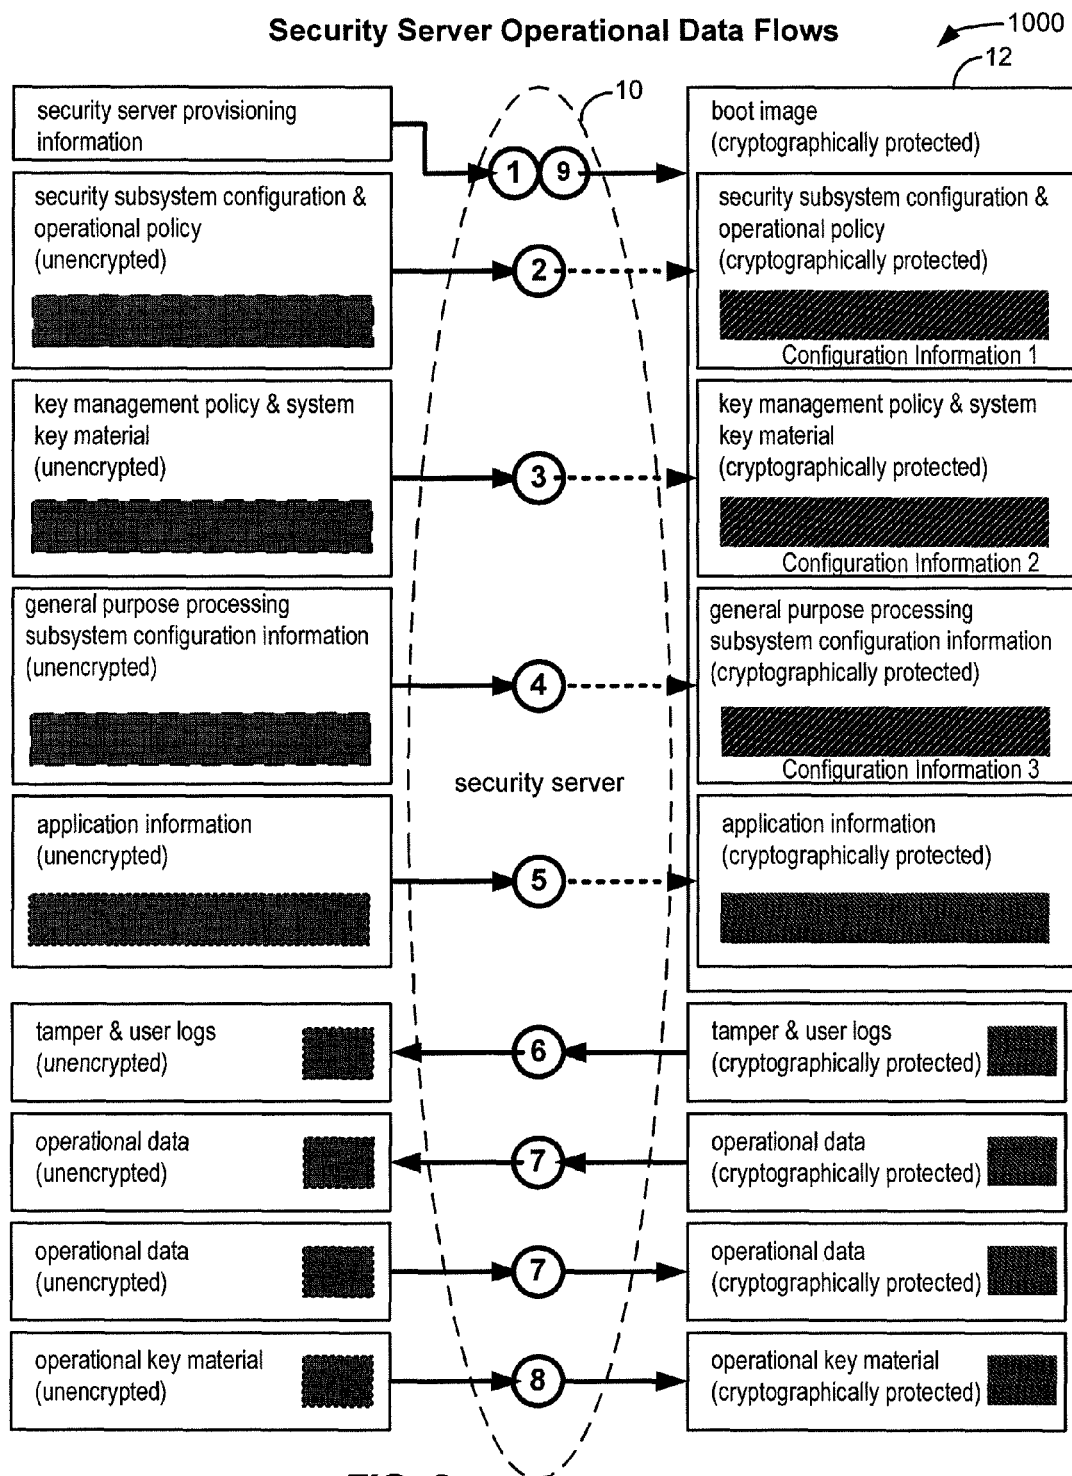 Security Server Operational Data Flows
1000
12
10
security server provisioning
information
1
9
boot image
(cryptographically protected)
security subsystem configuration &
operational policy
(unencrypted)
2
security subsystem configuration &
operational policy
(cryptographically protected)
Configuration Information 1
key management policy & system
key material
(unencrypted)
3
key management policy & system
key material
(cryptographically protected)
Configuration Information 2
general purpose processing
subsystem configuration information
(unencrypted)
4
general purpose processing
subsystem configuration information
(cryptographically protected)
Configuration Information 3
security server
application information
(unencrypted)
5
application information
(cryptographically protected)
tamper & user logs
(unencrypted)
6
tamper & user logs
(cryptographically protected)
operational data
(unencrypted)
7
operational data
(cryptographically protected)
operational data
(unencrypted)
7
operational data
(cryptographically protected)
operational key material
(unencrypted)
8
operational key material
(cryptographically protected)